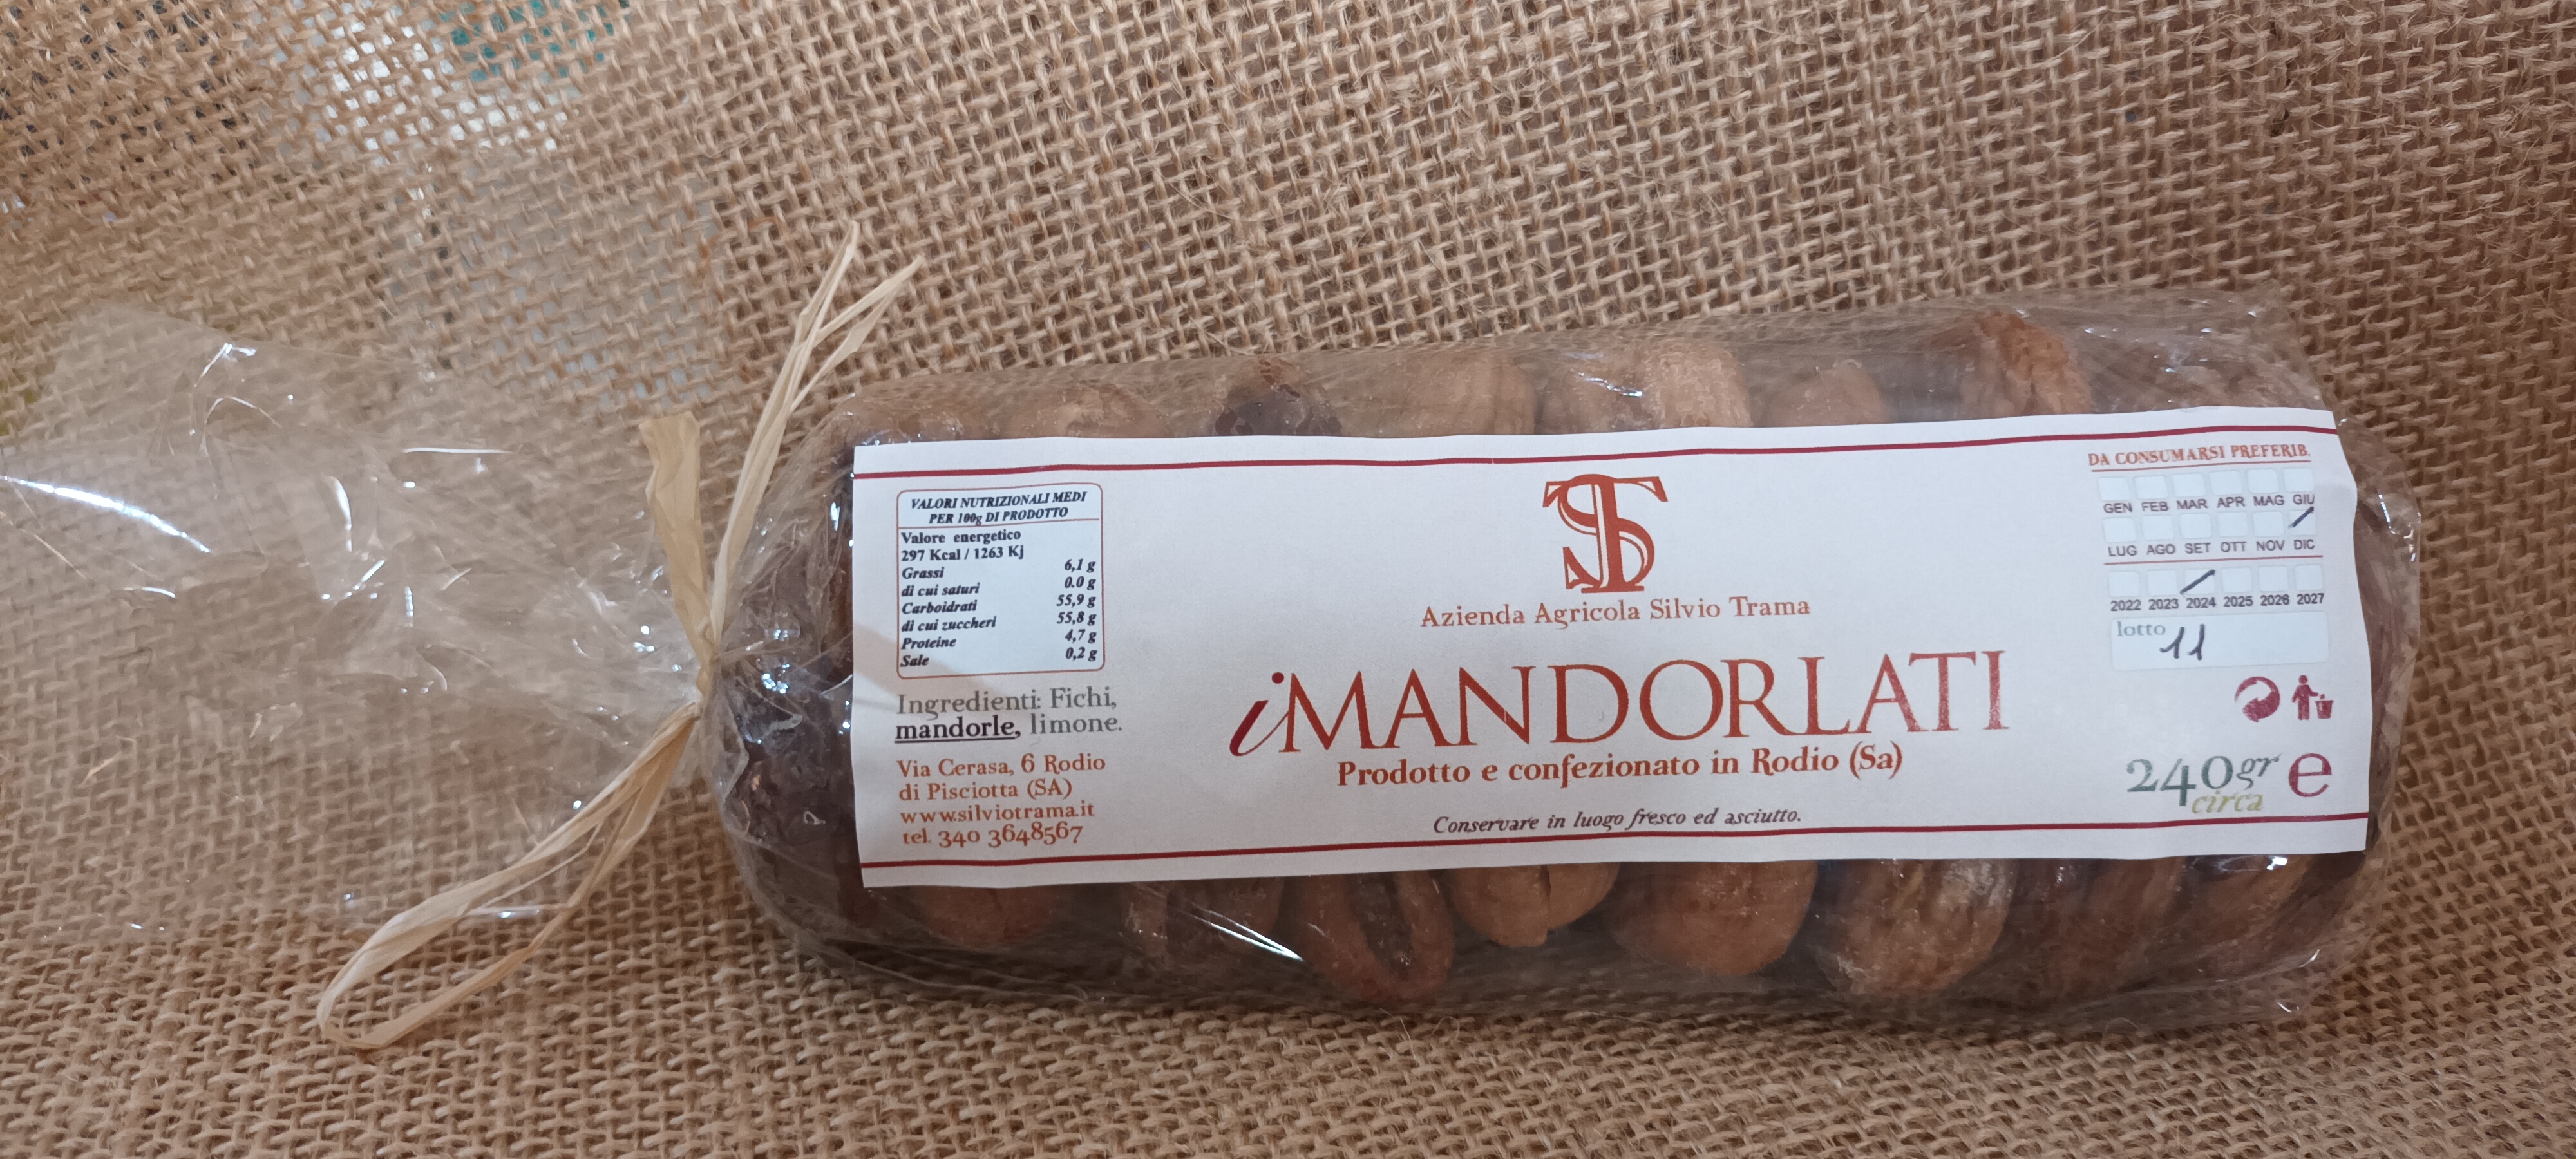 VALORI NUTRIZIONALI MEDI
PER 100g DI PRODOTTO
Valore energetico
297 Kcal / 1263 Kj
Grassi 6,1 g
di cui saturi 0.0 g
Carboidrati 55,9 g
di cui zuccheri 55,8 g
Proteine 4,7 g
Sale 0,2 g
Ingredienti: Fichi,
mandorle, limone.
Via Cerasa, 6 Rodio
di Pisciotta (SA)
www.silviotrama.it
tel. 340 3648567
ST
Azienda Agricola Silvio Trama
iMANDORLATI
Prodotto e confezionato in Rodio (Sa)
Conservare in luogo fresco ed asciutto.
DA CONSUMARSI PREFERIB.
GEN FEB MAR APR MAG GIU
LUG AGO SET OTT NOV DIC
2022 2023 2024 2025 2026 2027
lotto 11
240gr e
circa